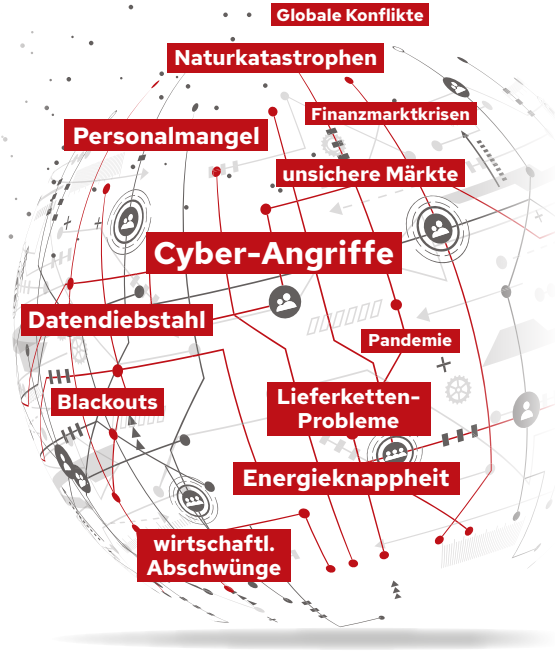 Globale Konflikte
Naturkatastrophen
Finanzmarktkrisen
Personalmangel
unsichere Märkte
Cyber-Angriffe
Datendiebstahl
Pandemie
Blackouts
Lieferketten-
Probleme
Energieknappheit
wirtschaftl.
Abschwünge